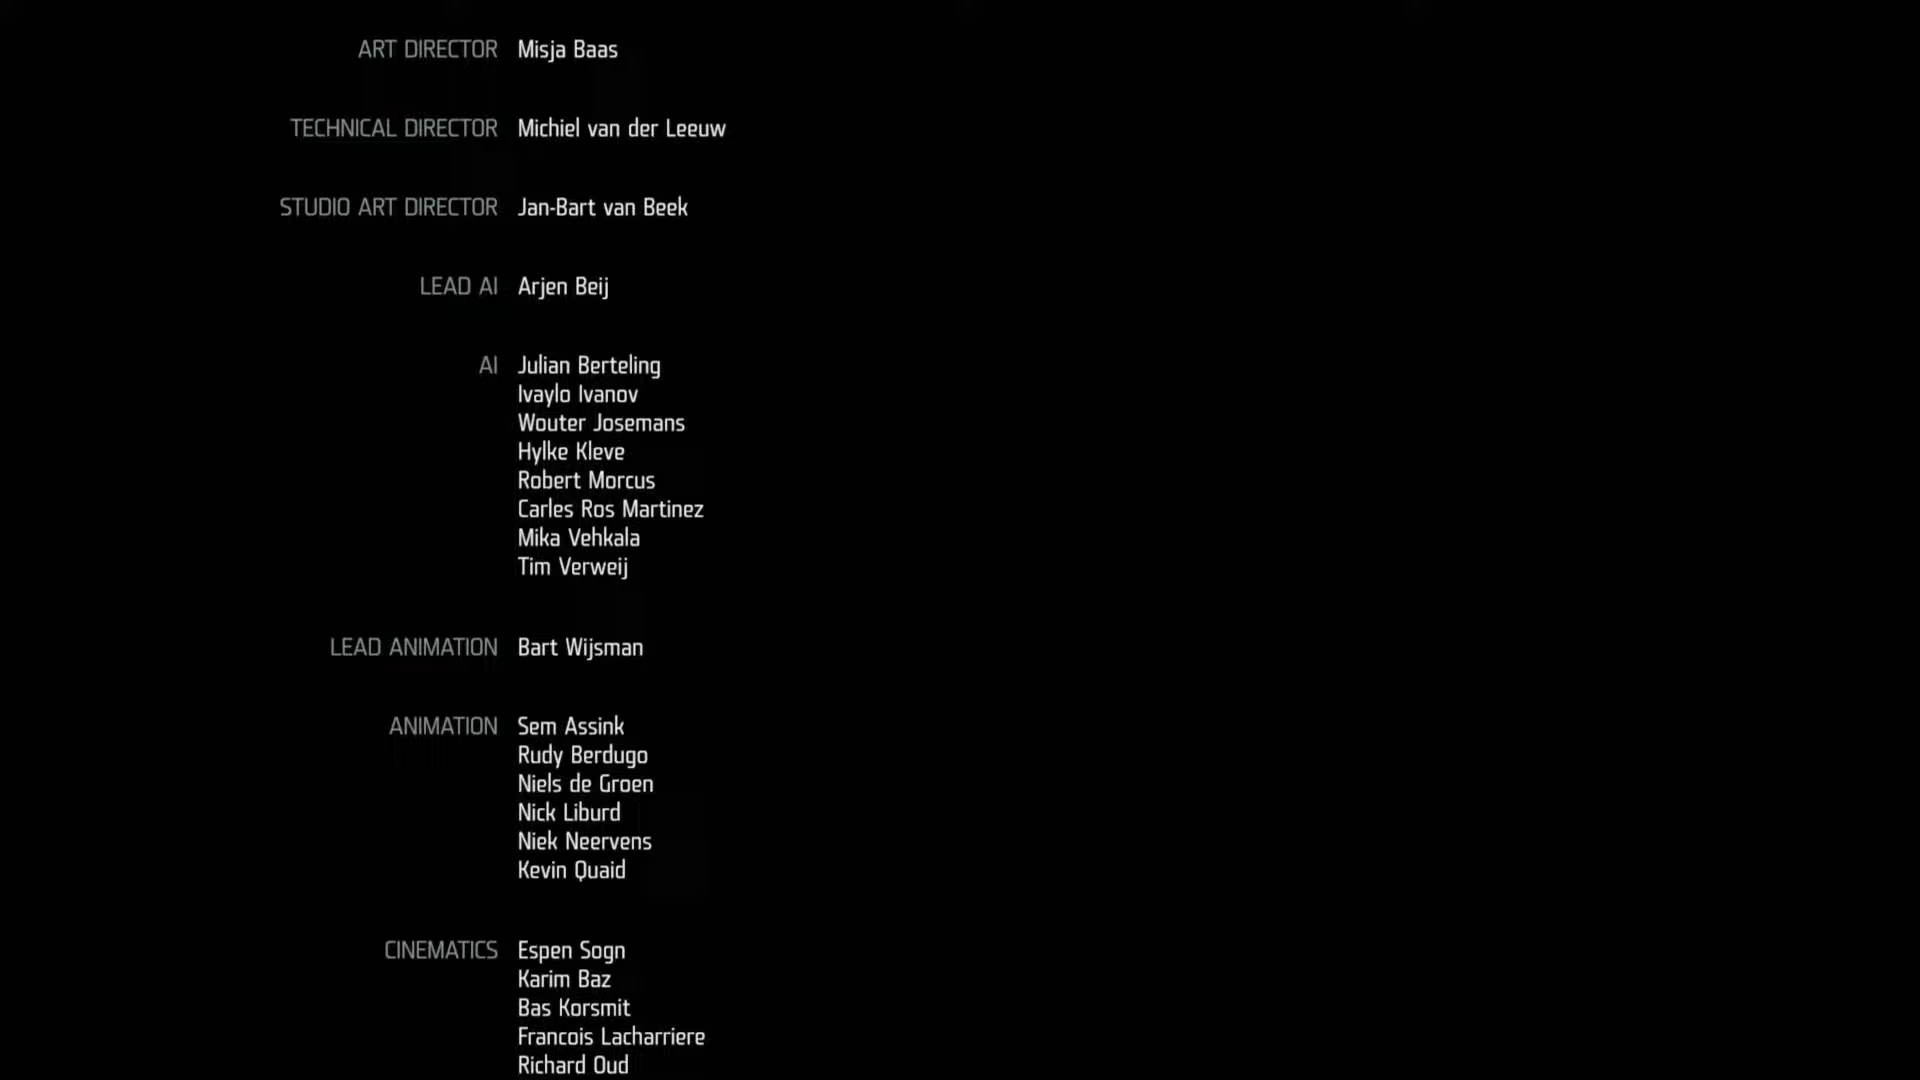 ART DIRECTOR Misja Baas
TECHNICAL DIRECTOR Michiel van der Leeuw
STUDIO ART DIRECTOR Jan-Bart van Beek
LEAD AI Arjen Beij
AI Julian Berteling
Ivaylo Ivanov
Wouter Josemans
Hylke Kleve
Robert Morcus
Carles Ros Martinez
Mika Vehkala
Tim Verweij
LEAD ANIMATION Bart Wijsman
ANIMATION Sem Assink
Rudy Berdugo
Niels de Groen
Nick Liburd
Niek Neervens
Kevin Quaid
CINEMATICS Espen Sogn
Karim Baz
Bas Korsmit
Francois Lacharriere
Richard Oud